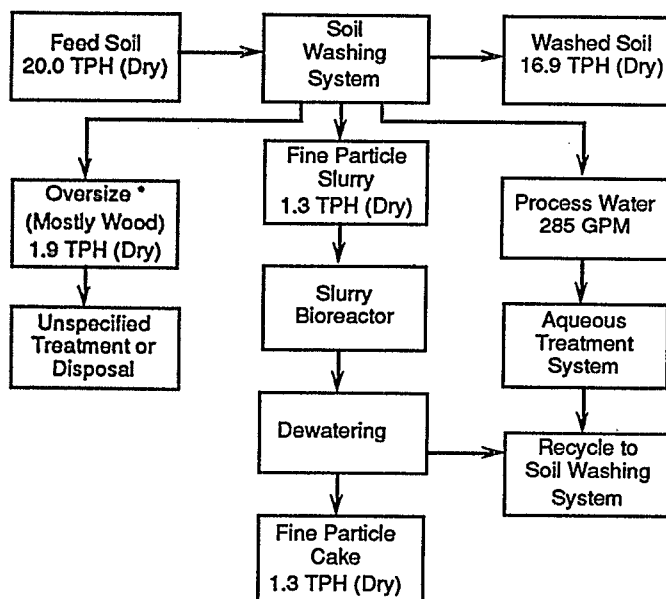 Feed Soil
20.0 TPH (Dry)
Soil
Washing
System
Washed Soil
16.9 TPH (Dry)
Oversize *
(Mostly Wood)
1.9 TPH (Dry)
Fine Particle
Slurry
1.3 TPH (Dry)
Process Water
285 GPM
Unspecified
Treatment or
Disposal
Slurry
Bioreactor
Aqueous
Treatment
System
Dewatering
Recycle to
Soil Washing
System
Fine Particle
Cake
1.3 TPH (Dry)